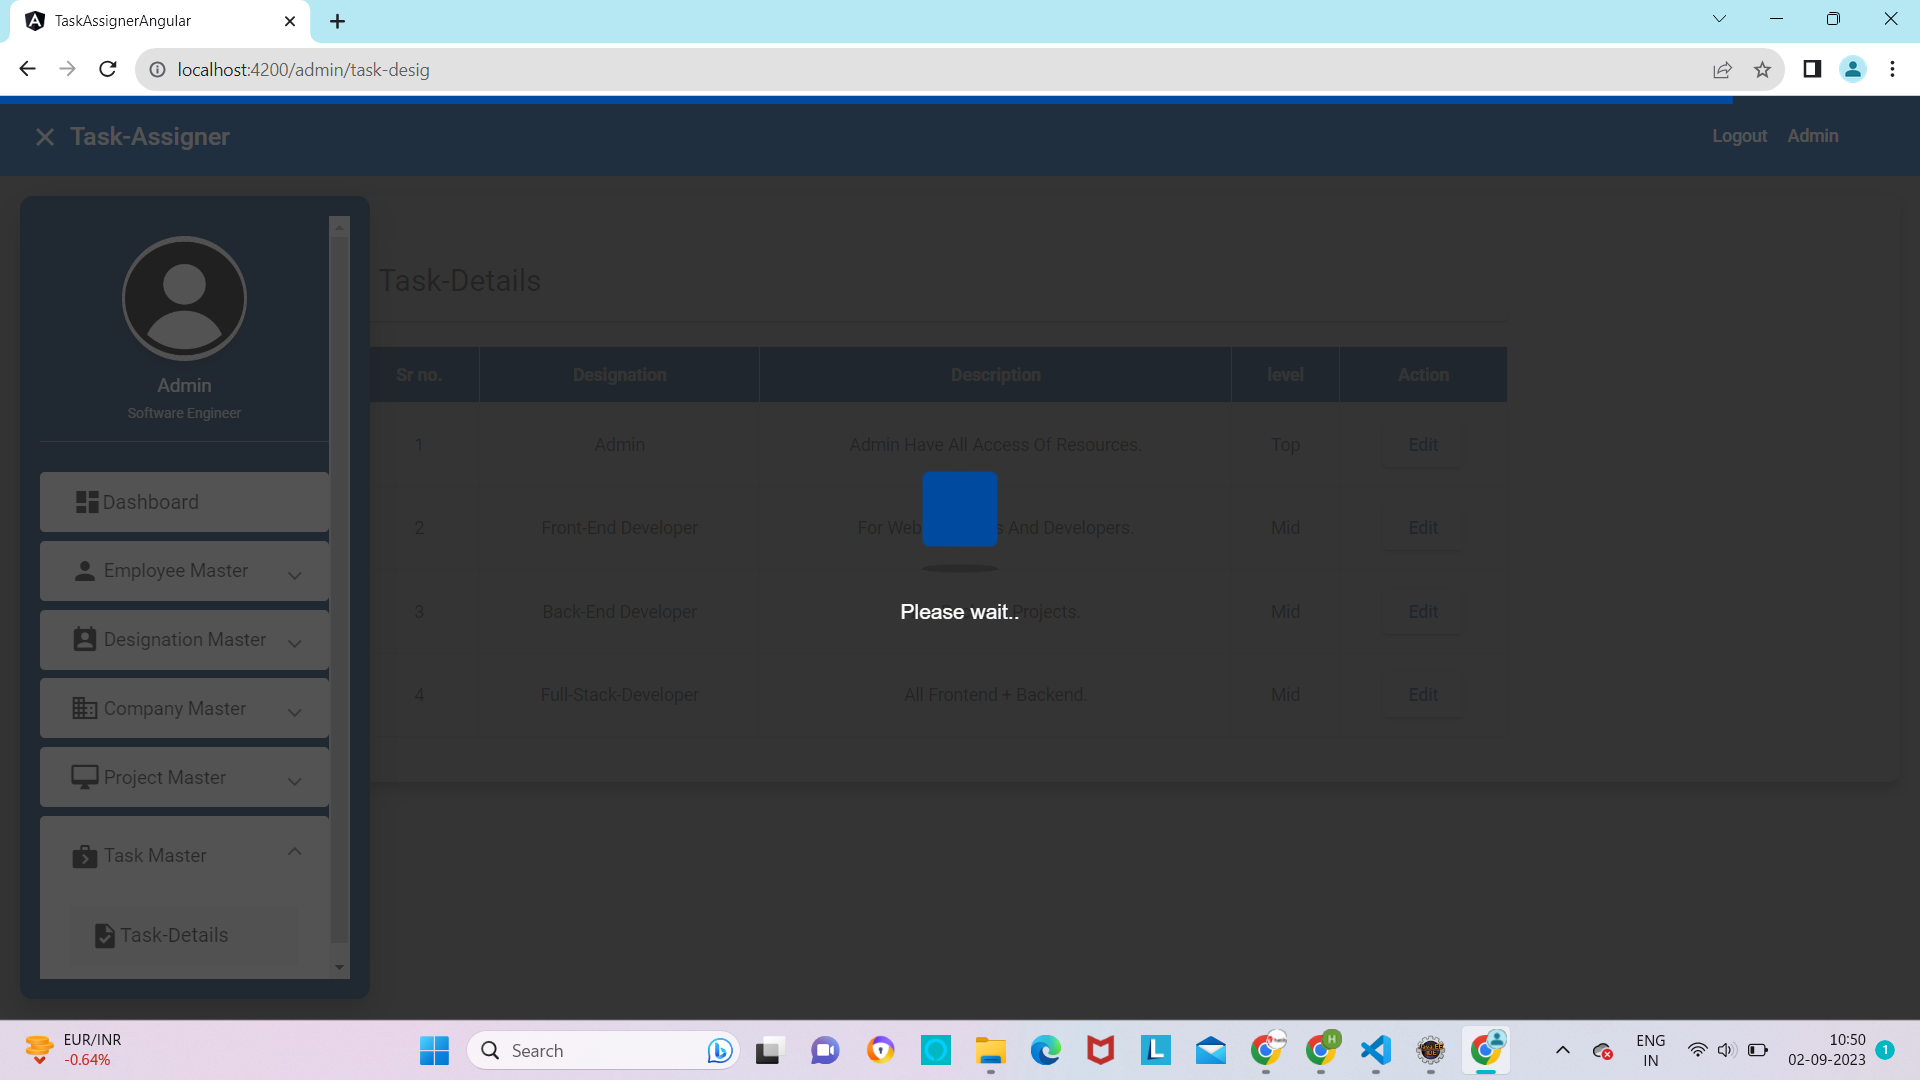 TaskAssignerAngular
localhost:4200/admin/task-desig
Task-Assigner
Logout Admin
Admin
Software Engineer
Dashboard
Employee Master
Designation Master
Company Master
Project Master
Task Master
Task-Details
Task-Details
Sr no. Designation Description level Action
1 Admin Admin Have All Access Of Resources. Top Edit
2 Front-End Developer For Web And Developers. Mid Edit
3 Back-End Developer Projects. Mid Edit
4 Full-Stack-Developer All Frontend + Backend. Mid Edit
Please wait..
EUR/INR
-0.64%
Search
H
L
ENG
IN
10:50
02-09-2023
1